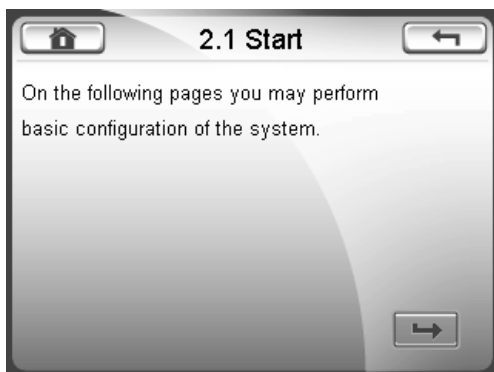 2.1 Start
On the following pages you may perform
basic configuration of the system.